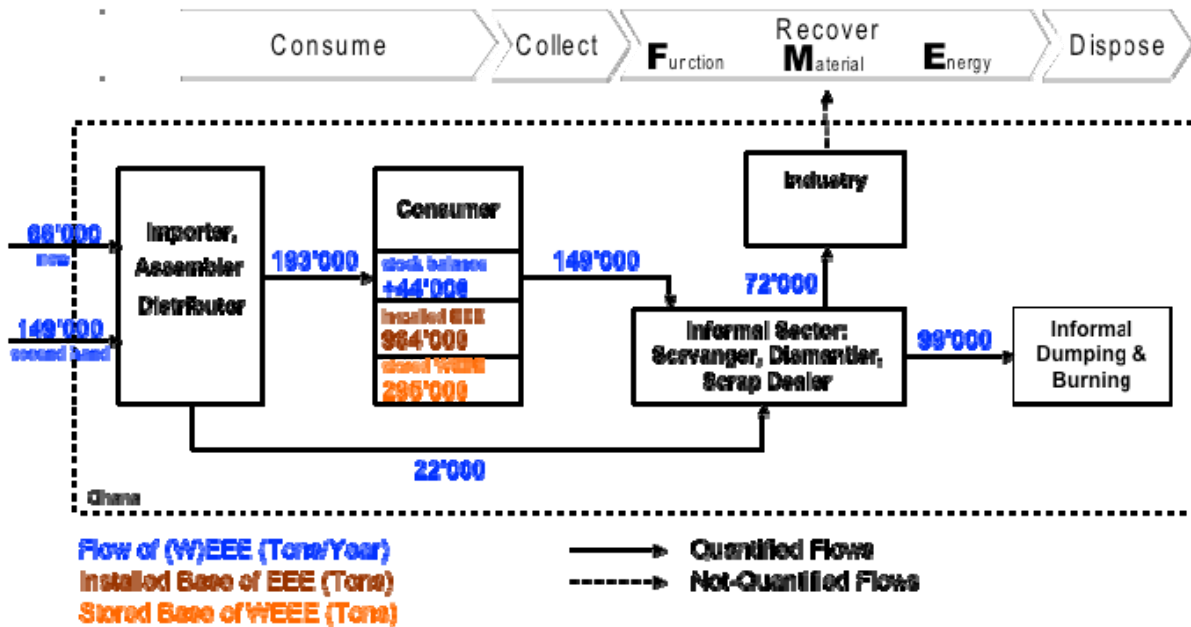 Consume
Collect
Recover
Function
Material
Energy
Dispose
66'000
new
149'000
second hand
Importer,
Assembler
Distributor
193'000
Consumer
stock balance
+44'000
Installed EEE
984'000
stored WEEE
295'000
149'000
22'000
Informal Sector:
Scavanger, Dismantler,
Scrap Dealer
72'000
Industry
99'000
Informal
Dumping &
Burning
Ghana
Flow of (W)EEE (Tons/Year)
Installed Base of EEE (Tons)
Stored Base of WEEE (Tons)
Quantified Flows
Not-Quantified Flows